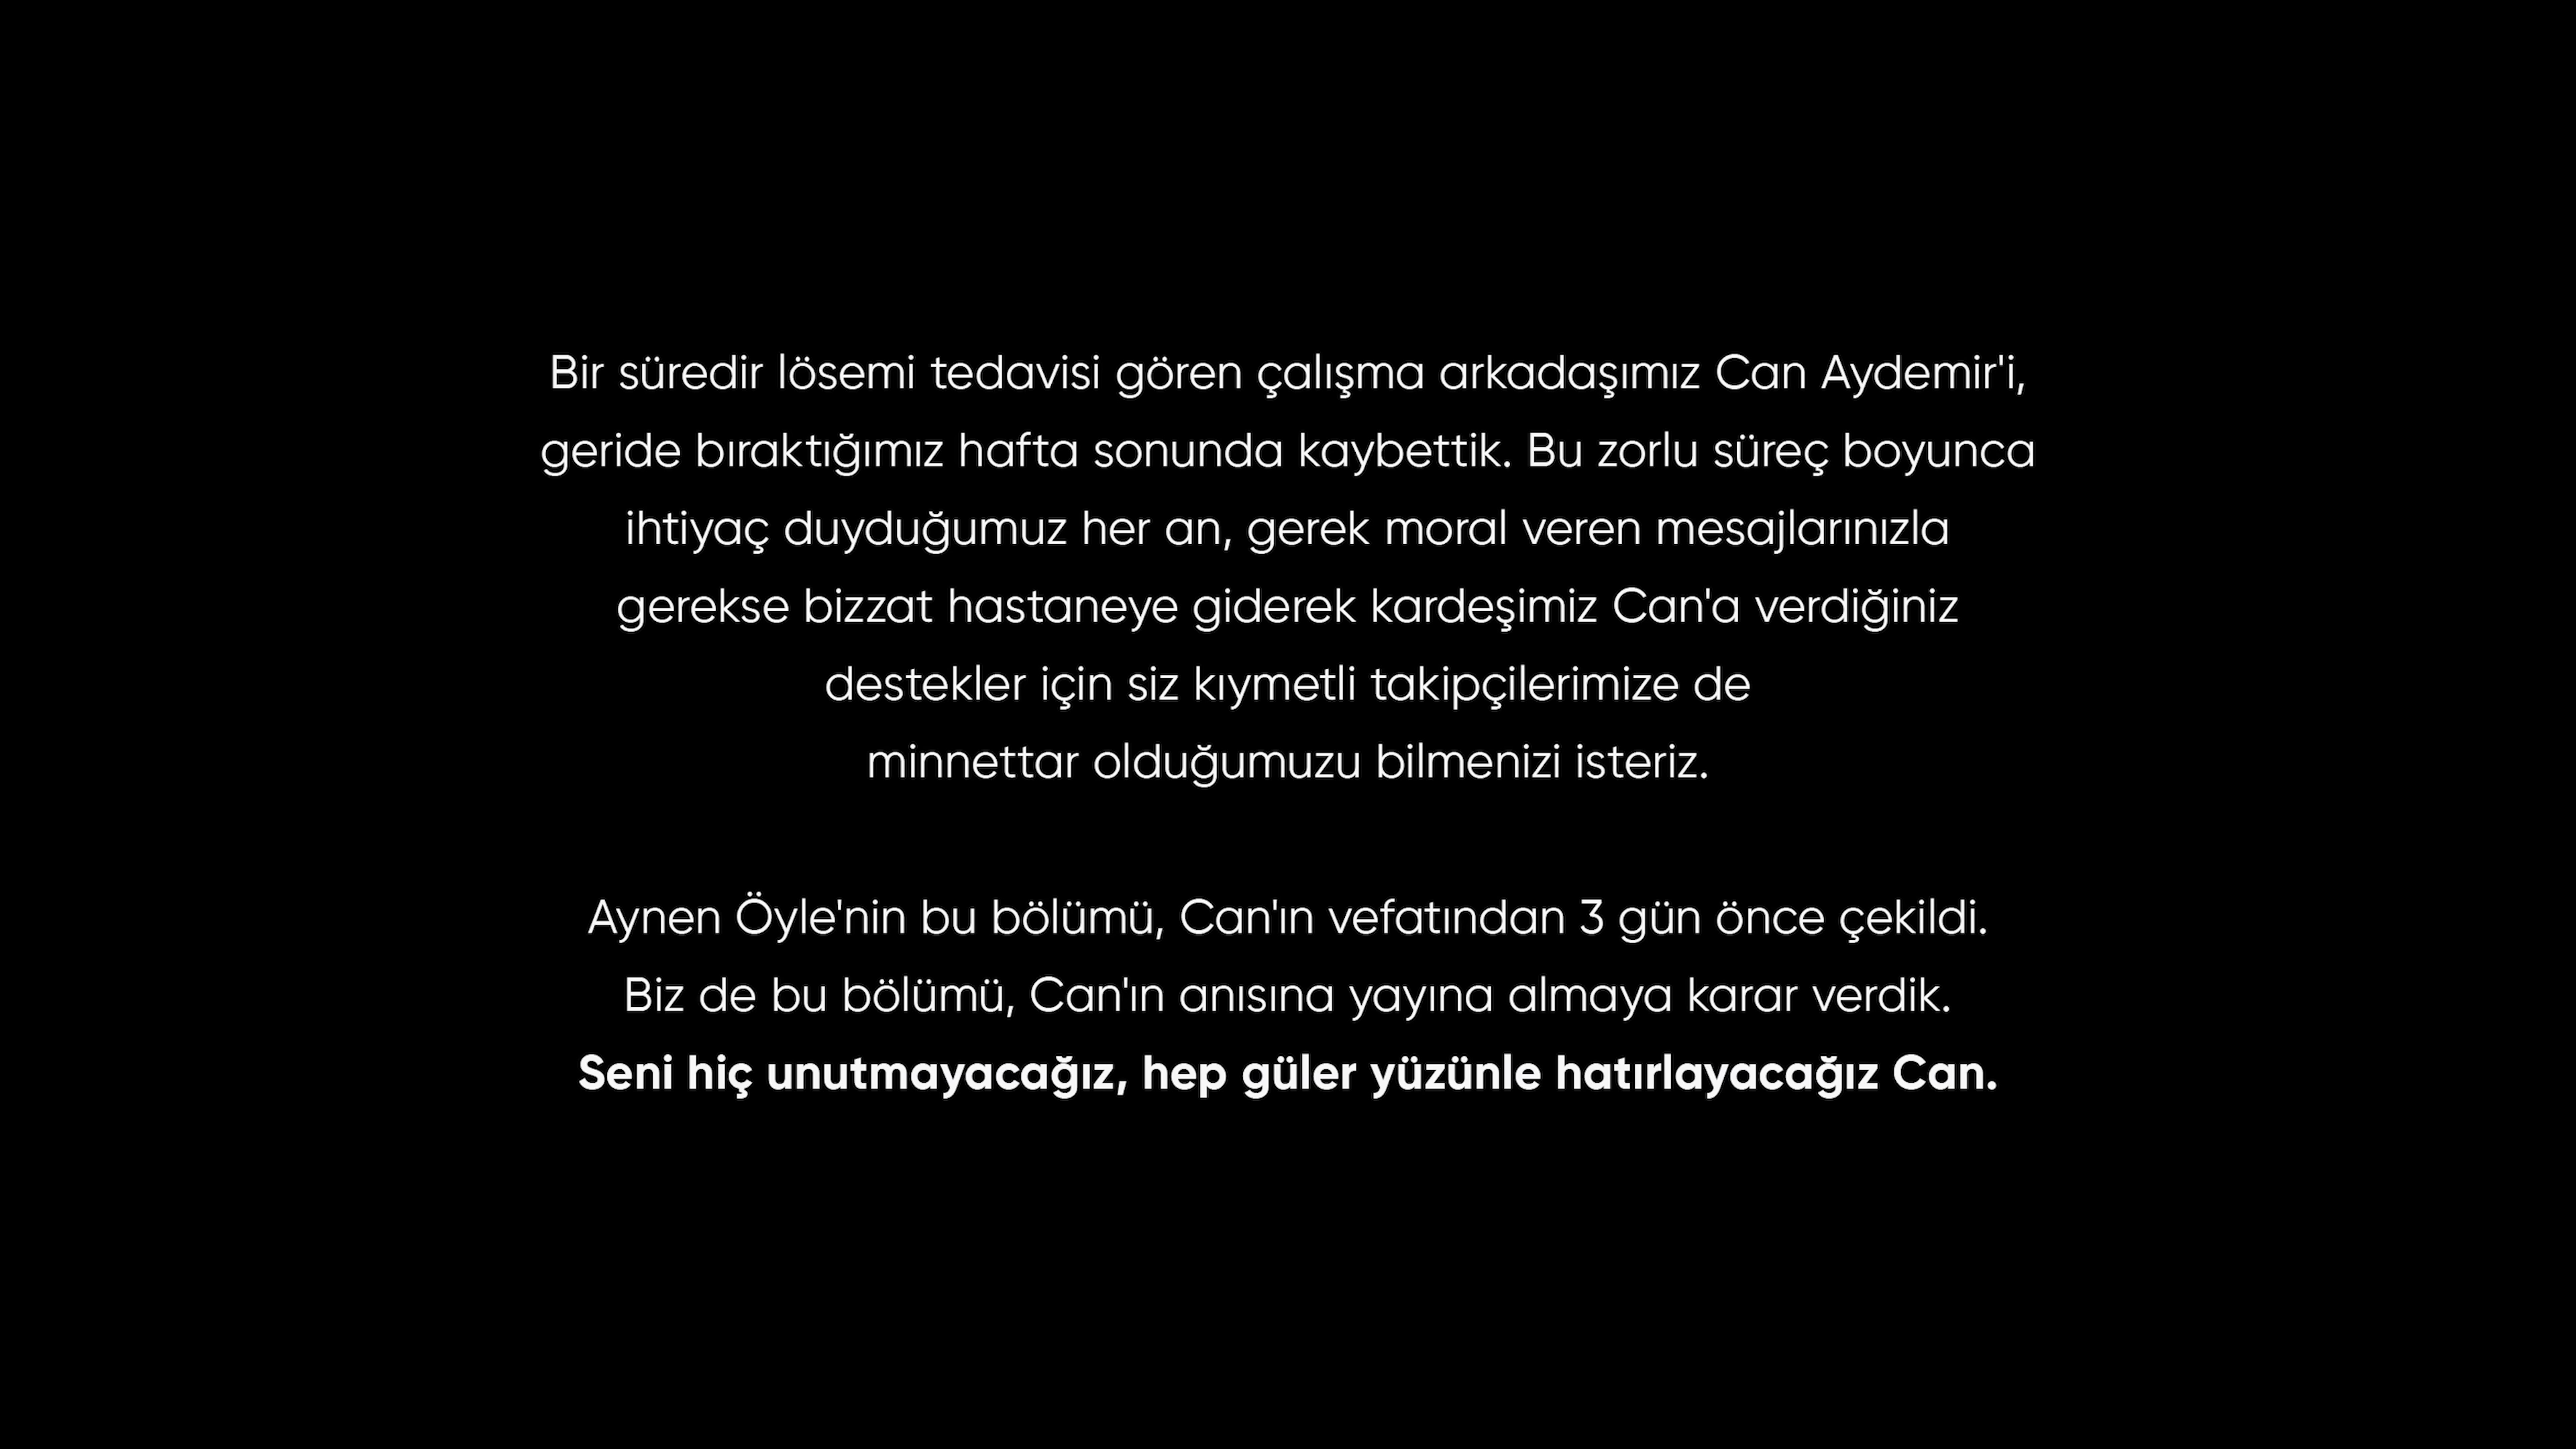 Bir süredir lösemi tedavisi gören çalışma arkadaşımız Can Aydemir'i,
geride bıraktığımız hafta sonunda kaybettik. Bu zorlu süreç boyunca
ihtiyaç duyduğumuz her an, gerek moral veren mesajlarınızla
gerekse bizzat hastaneye giderek kardeşimiz Can'a verdiğiniz
destekler için siz kıymetli takipçilerimize de
minnettar olduğumuzu bilmenizi isteriz.
Aynen Öyle'nin bu bölümü, Can'ın vefatından 3 gün önce çekildi.
Biz de bu bölümü, Can'ın anısına yayına almaya karar verdik.
Seni hiç unutmayacağız, hep güler yüzünle hatırlayacağız Can.